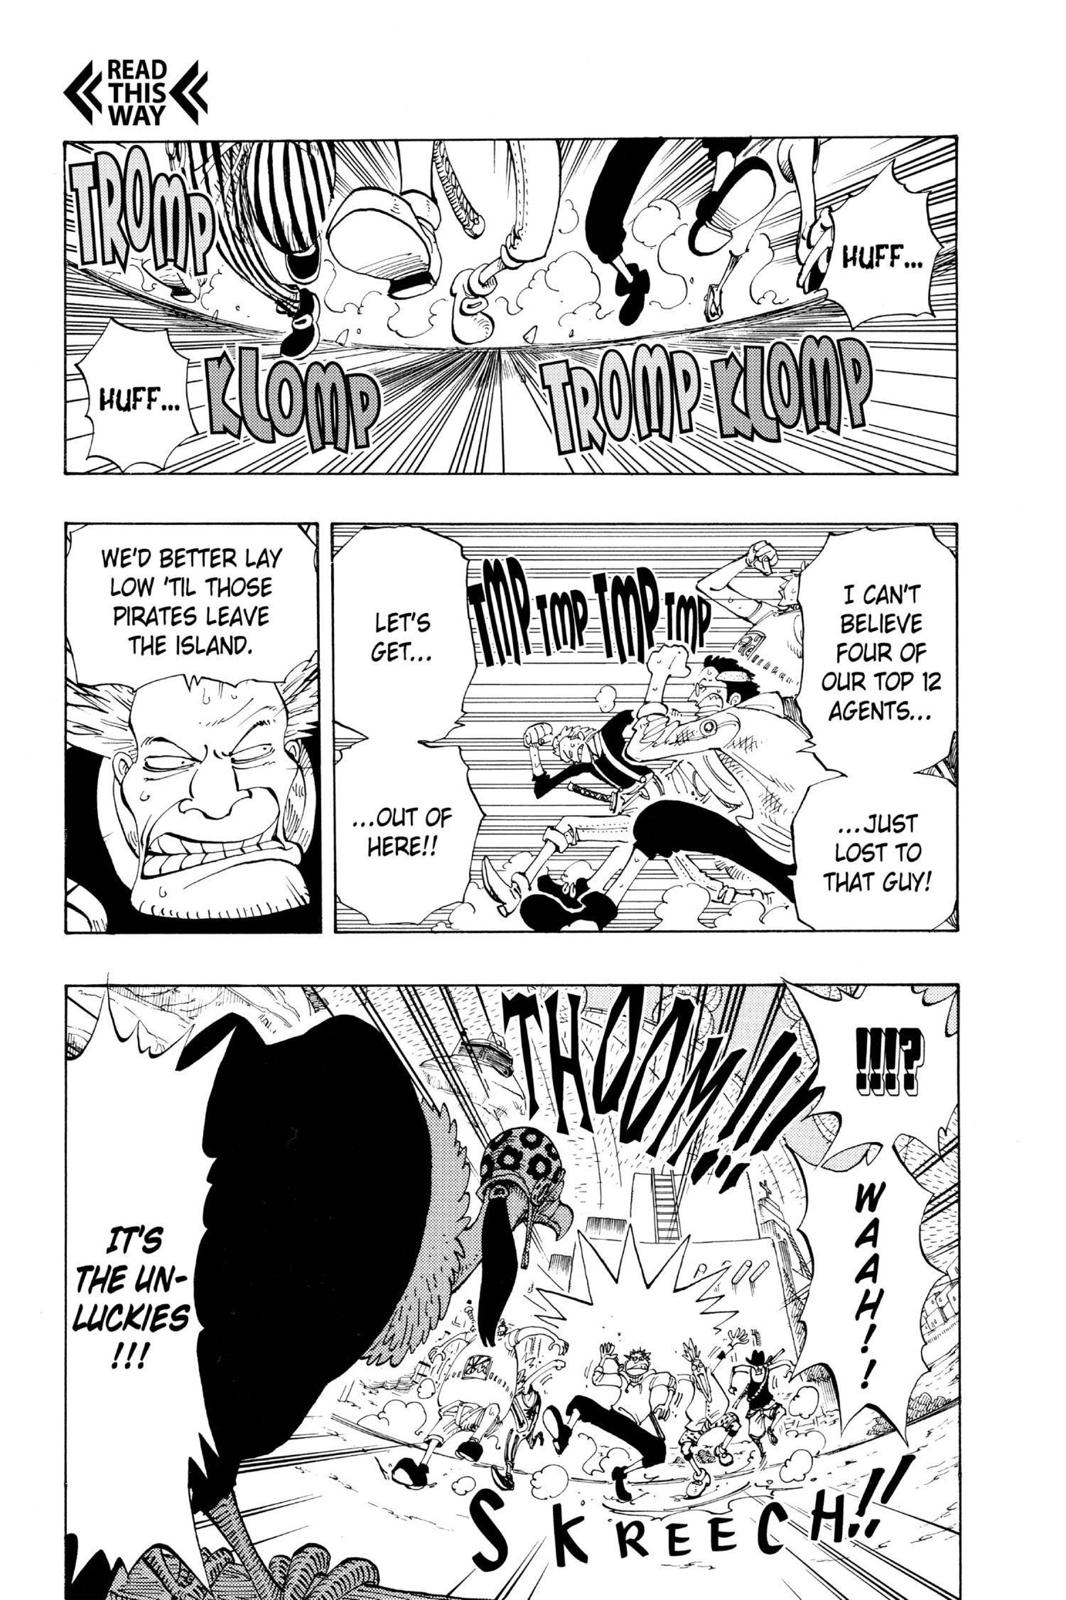 READ
THIS
WAY
HUFF...
TROMP
KLOMP
TROMP KLOMP
HUFF...
I CAN'T
BELIEVE
FOUR OF
OUR TOP 12
AGENTS...
...JUST
LOST TO
THAT GUY!
TMP TMP TMP TMP
LET'S
GET...
...OUT OF
HERE!!
WE'D BETTER LAY
LOW 'TIL THOSE
PIRATES LEAVE
THE ISLAND.
!!!?
THOOM!!!
WAAH!!
IT'S
THE UN-
LUCKIES
!!!
SKREECH!!